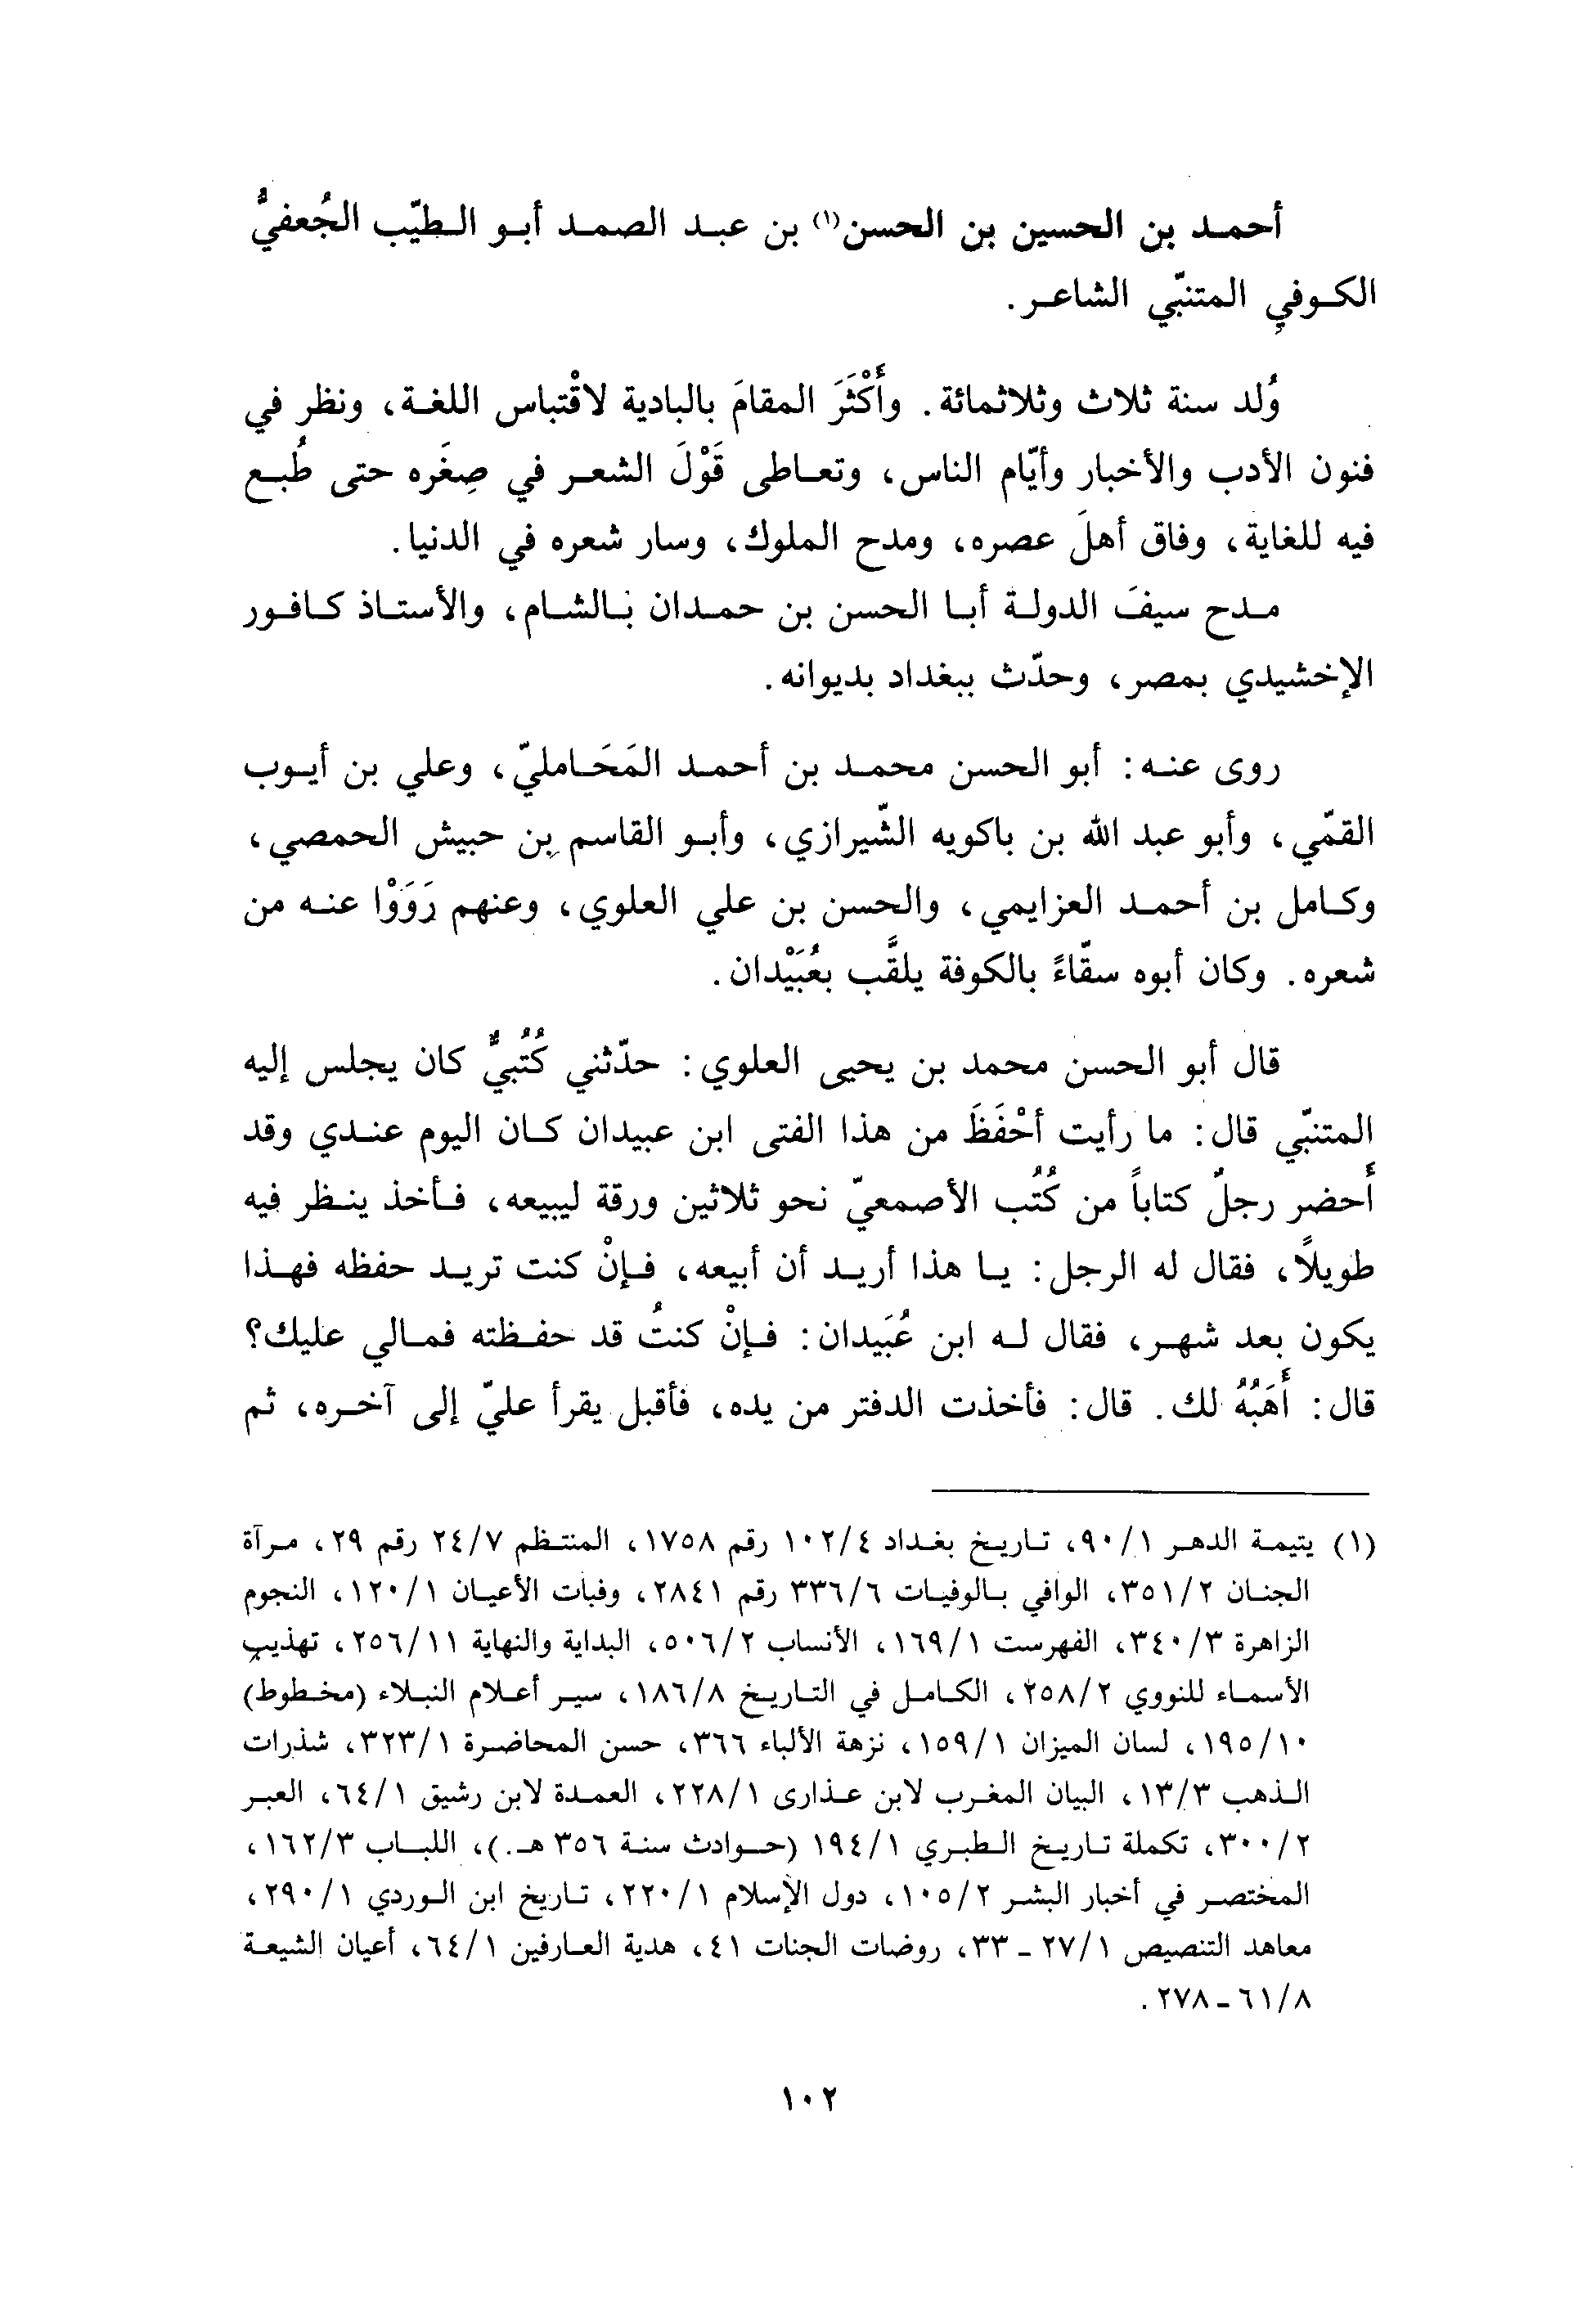 أحمد بن الحسين بن الحسن(١) بن عبد الصمد أبو الطيّب الجُعفيُّ
الكوفيِ المتنبّي الشاعر.
وُلد سنة ثلاث وثلاثمائة. وأَكْثَرَ المقامَ بالبادية لاقْتباس اللغة، ونظر في
فنون الأدب والأخبار وأيّام الناس، وتعاطى قَوْلَ الشعر في صِغَره حتى طُبع
فيه للغاية، وفاق أهلَ عصره، ومدح الملوك، وسار شعره في الدنيا.
مدح سيفَ الدولة أبا الحسن بن حمدان بالشام، والأستاذ كافور
الإخشيدي بمصر، وحدّث ببغداد بديوانه.
روى عنه: أبو الحسن محمد بن أحمد المَحَامليّ، وعلي بن أيوب
القمّي، وأبو عبد الله بن باكويه الشّيرازي، وأبو القاسم بن حبيش الحمصي،
وكامل بن أحمد العزايمي، والحسن بن علي العلوي، وعنهم رَوَوْا عنه من
شعره. وكان أبوه سقّاءً بالكوفة يلقَّب بعُبَيْدان.
قال أبو الحسن محمد بن يحيى العلوي: حدّثني كُتُبيٌّ كان يجلس إليه
المتنبّي قال: ما رأيت أحْفَظَ من هذا الفتى ابن عبيدان كان اليوم عندي وقد
أَحضر رجلٌ كتاباً من كُتُب الأصمعيّ نحو ثلاثين ورقة ليبيعه، فأخذ ينظر فيه
طويلًا، فقال له الرجل: يا هذا أريد أن أبيعه، فإنْ كنت تريد حفظه فهذا
يكون بعد شهر، فقال له ابن عُبَيدان: فإنْ كنتُ قد حفظته فمالي عليك؟
قال: أَهَبُهُ لك. قال: فأخذت الدفتر من يده، فأقبل يقرأ عليّ إلى آخره، ثم
(١) يتيمة الدهر ٩٠/١، تاريخ بغداد ١٠٢/٤ رقم ١٧٥٨، المنتظم ٢٤/٧ رقم ٢٩، مرآة
الجنان ٣٥١/٢، الوافي بالوفيات ٣٣٦/٦ رقم ٢٨٤١، وفيات الأعيان ١٢٠/١، النجوم
الزاهرة ٣٤٠/٣، الفهرست ١٦٩/١، الأنساب ٥٠٦/٢، البداية والنهاية ٢٥٦/١١، تهذيب
الأسماء للنووي ٢٥٨/٢، الكامل في التاريخ ١٨٦/٨، سير أعلام النبلاء (مخطوط)
١٩٥/١٠، لسان الميزان ١٥٩/١، نزهة الألباء ٣٦٦، حسن المحاضرة ٣٢٣/١، شذرات
الذهب ١٣/٣، البيان المغرب لابن عذارى ٢٢٨/١، العمدة لابن رشيق ٦٤/١، العبر
٣٠٠/٢، تكملة تاريخ الطبري ١٩٤/١ (حوادث سنة ٣٥٦ هـ.)، اللباب ١٦٢/٣،
المختصر في أخبار البشر ١٠٥/٢، دول الإسلام ٢٢٠/١، تاريخ ابن الوردي ٢٩٠/١،
معاهد التنصيص ٢٧/١ - ٣٣، روضات الجنات ٤١، هدية العارفين ٦٤/١، أعيان الشيعة
٦١/٨ - ٢٧٨.
١٠٢